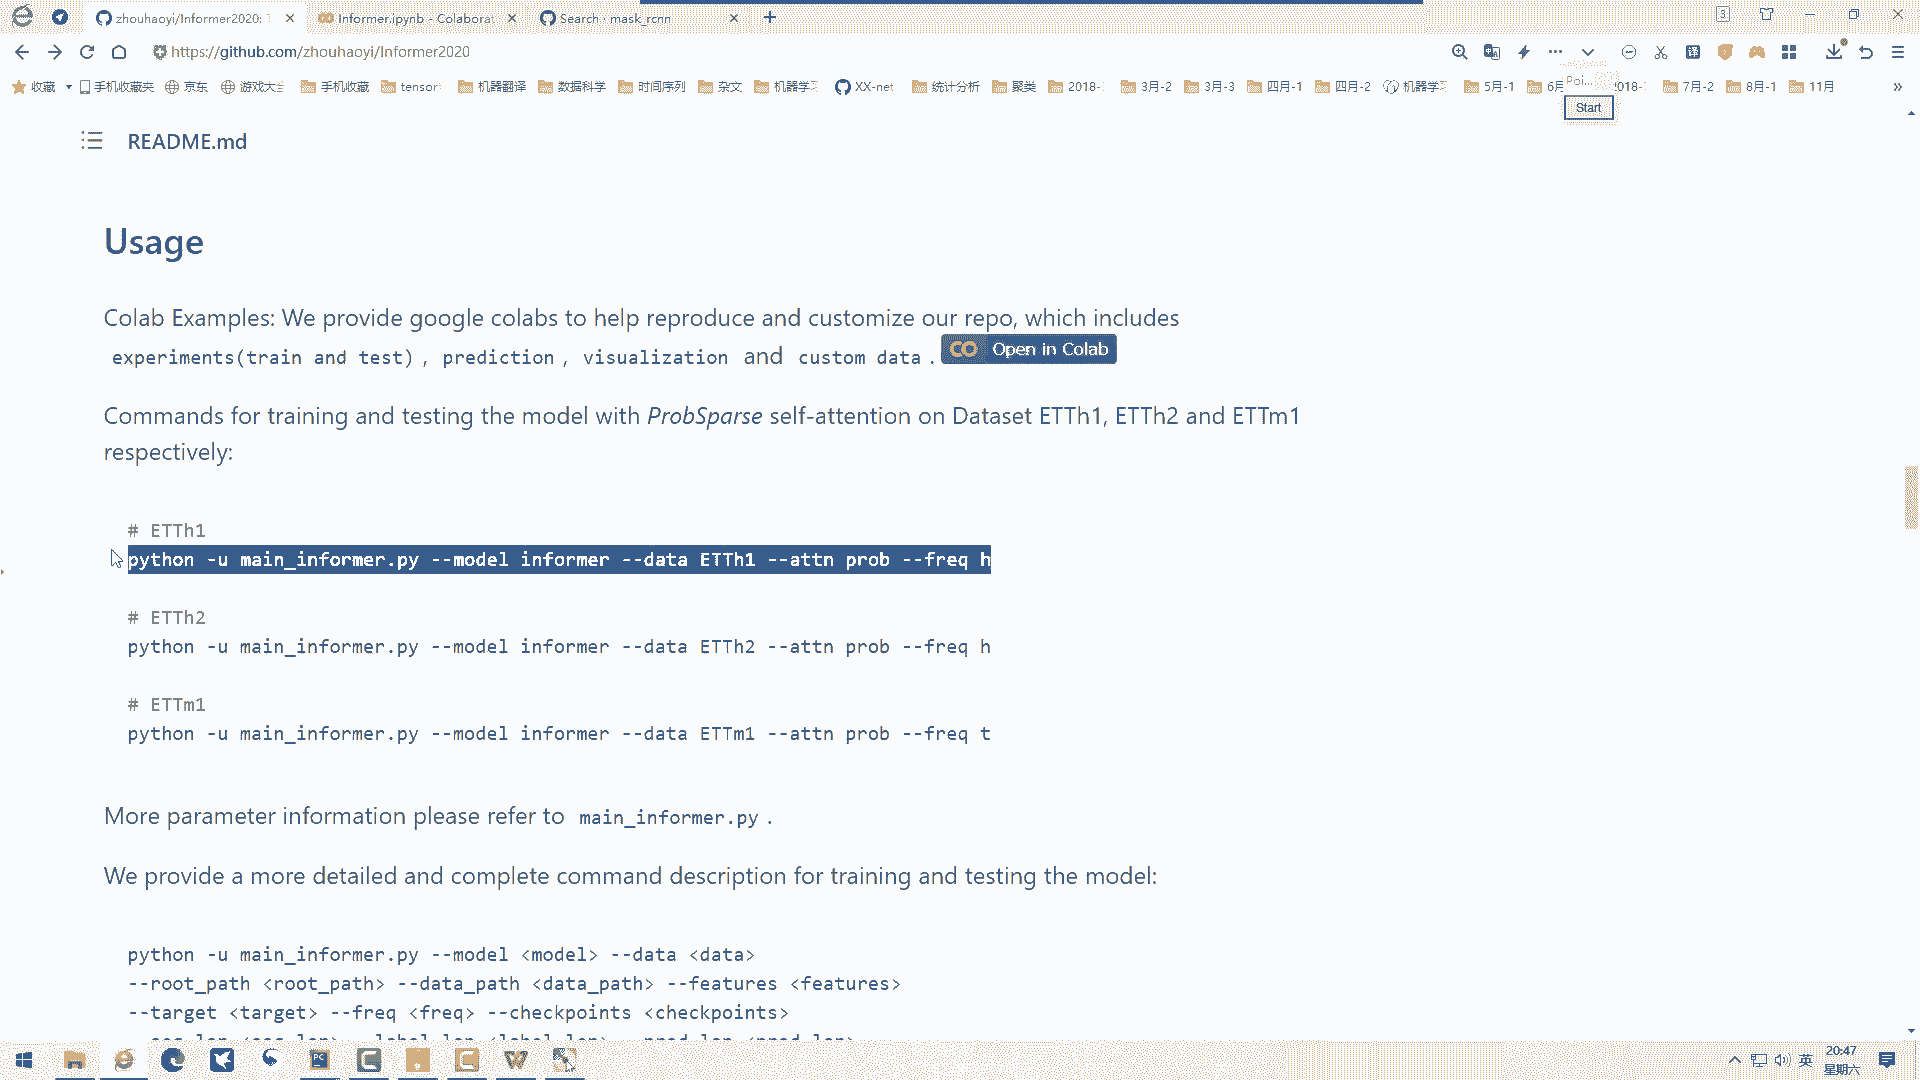 zhouhaoyi/Informer2020:
Informer.ipynb - Colaborat
Search · mask_rcnn
3
https://github.com/zhouhaoyi/Informer2020
译
收藏
手机收藏夹
京东
游戏大全
手机收藏
tensor
机器翻译
数据科学
时间序列
杂文
机器学习
XX-net
统计分析
聚类
2018-
3月-2
3月-3
四月-1
四月-2
机器学习
5月-1
6月
2018-
7月-2
8月-1
11月
Poi...
Start
README.md
Usage
Colab Examples: We provide google colabs to help reproduce and customize our repo, which includes
experiments(train and test) , prediction , visualization and custom data . Open in Colab
Commands for training and testing the model with ProbSparse self-attention on Dataset ETTh1, ETTh2 and ETTm1
respectively:
# ETTh1
python -u main_informer.py --model informer --data ETTh1 --attn prob --freq h
# ETTh2
python -u main_informer.py --model informer --data ETTh2 --attn prob --freq h
# ETTm1
python -u main_informer.py --model informer --data ETTm1 --attn prob --freq t
More parameter information please refer to main_informer.py .
We provide a more detailed and complete command description for training and testing the model:
python -u main_informer.py --model <model> --data <data>
--root_path <root_path> --data_path <data_path> --features <features>
--target <target> --freq <freq> --checkpoints <checkpoints>
--seq_len <seq_len> --label_len <label_len> --pred_len <pred_len>
PC
英
20:47
星期六